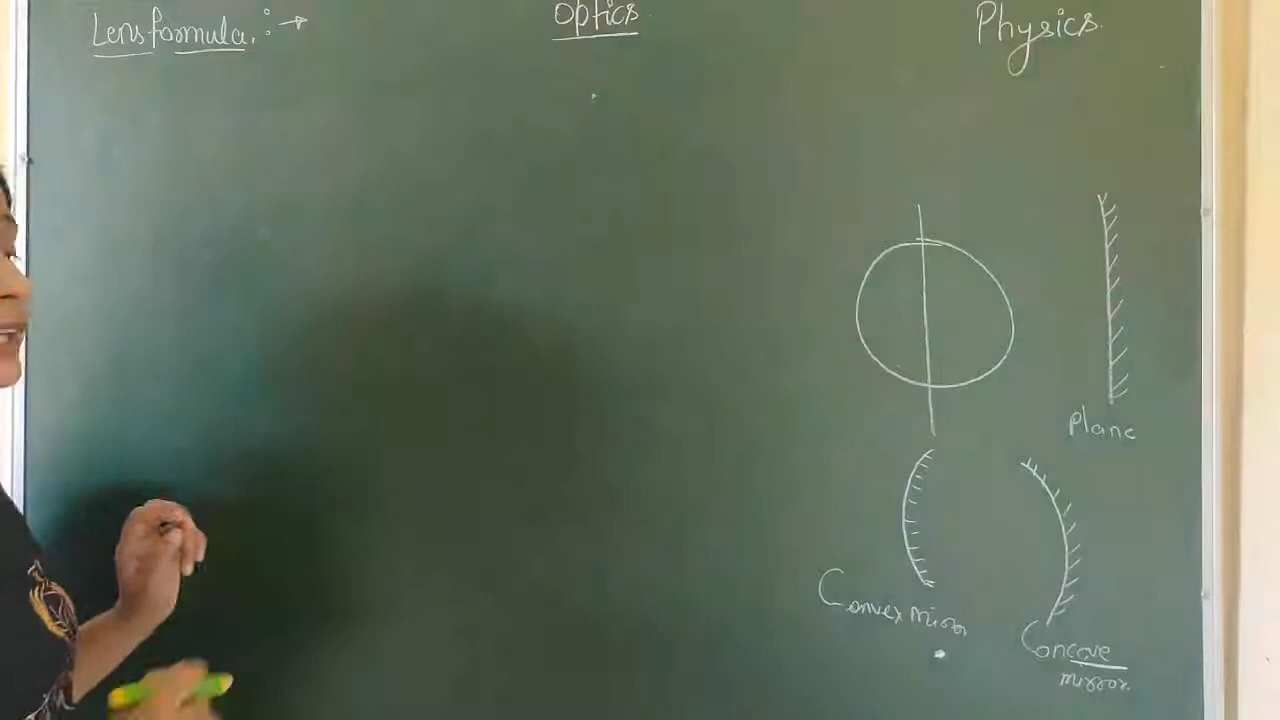 Lens formula. :→
Optics
Physics.
Plane
Convex mirror
Concave
mirror.